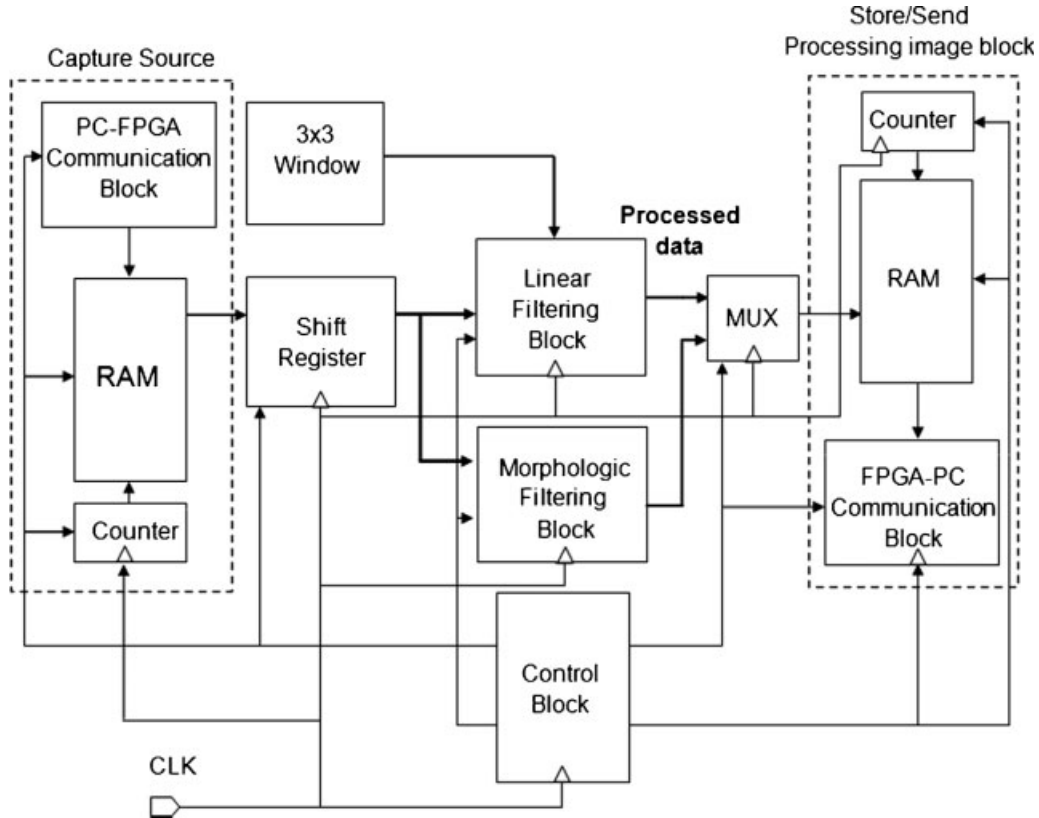 Store/Send
Processing image block
Capture Source
PC-FPGA
Communication
Block
3x3
Window
Counter
Processed
data
RAM
Linear
Filtering
Block
MUX
Shift
Register
RAM
Morphologic
Filtering
Block
FPGA-PC
Communication
Block
Counter
Control
Block
CLK